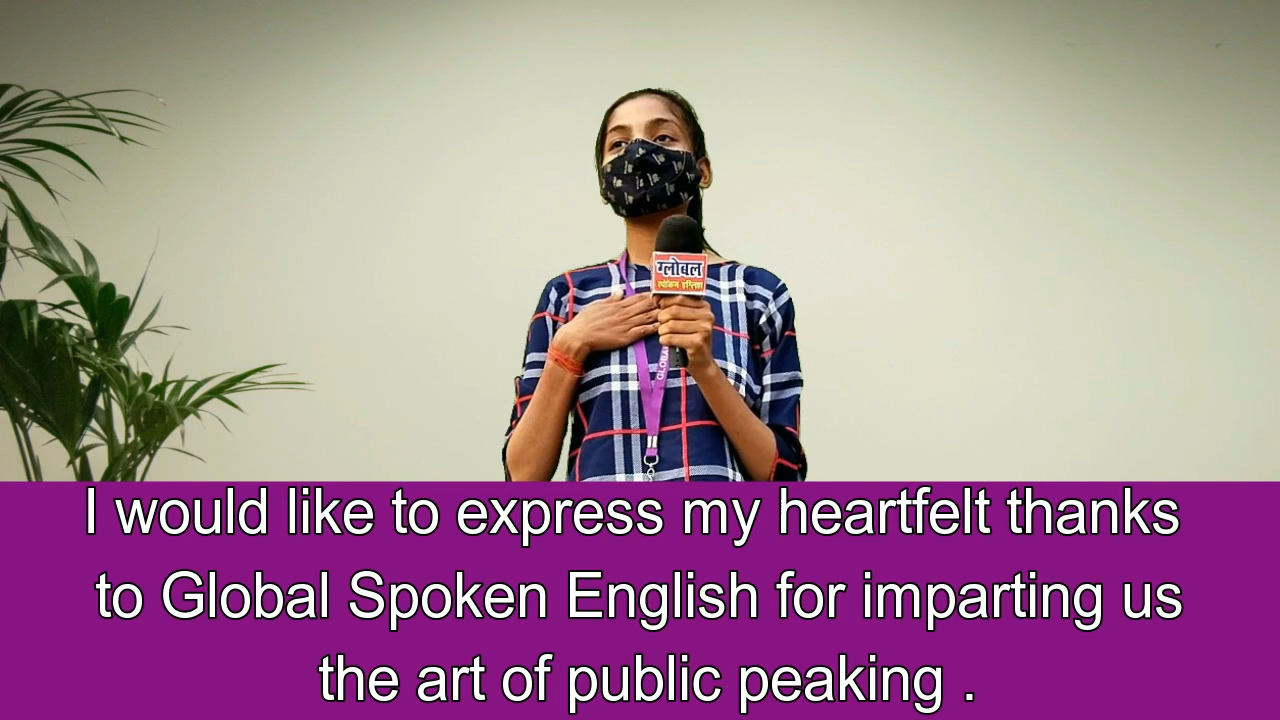 ग्लोबल
स्पोकिन इंग्लिश
GLOBAL
I would like to express my heartfelt thanks
to Global Spoken English for imparting us
the art of public peaking .